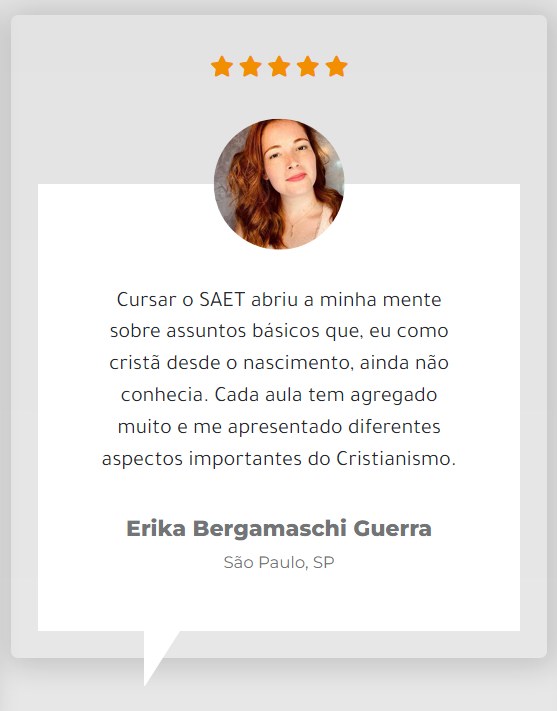 Cursar o SAET abriu a minha mente
sobre assuntos básicos que, eu como
cristã desde o nascimento, ainda não
conhecia. Cada aula tem agregado
muito e me apresentado diferentes
aspectos importantes do Cristianismo.
Erika Bergamaschi Guerra
São Paulo, SP